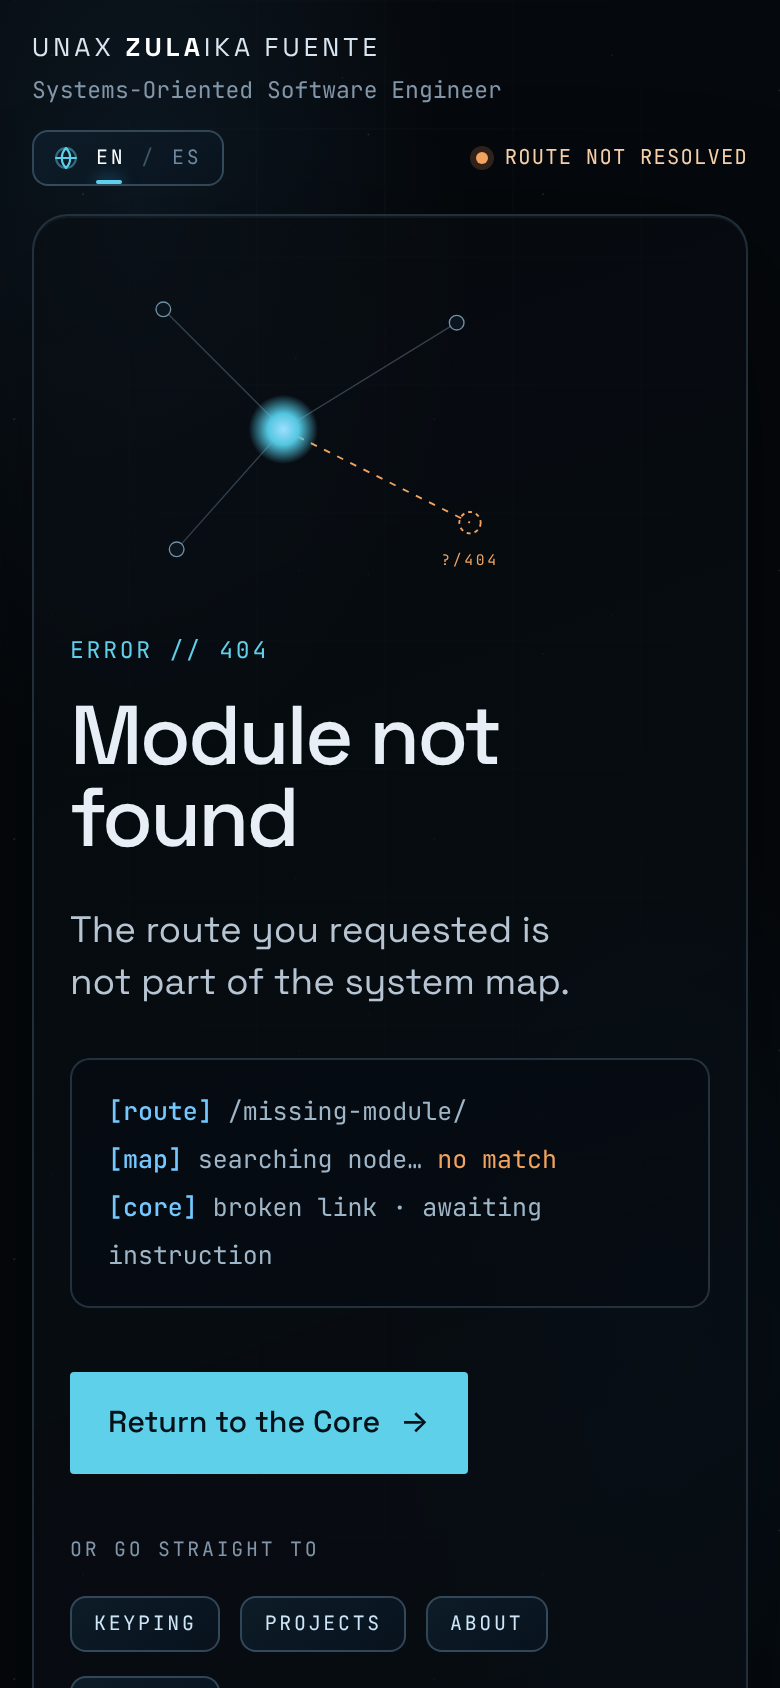 UNAX ZULAIKA FUENTE
Systems-Oriented Software Engineer
EN / ES
ROUTE NOT RESOLVED
?/404
ERROR // 404
Module not
found
The route you requested is
not part of the system map.
[route] /missing-module/
[map] searching node… no match
[core] broken link · awaiting
instruction
Return to the Core →
OR GO STRAIGHT TO
KEYPING
PROJECTS
ABOUT